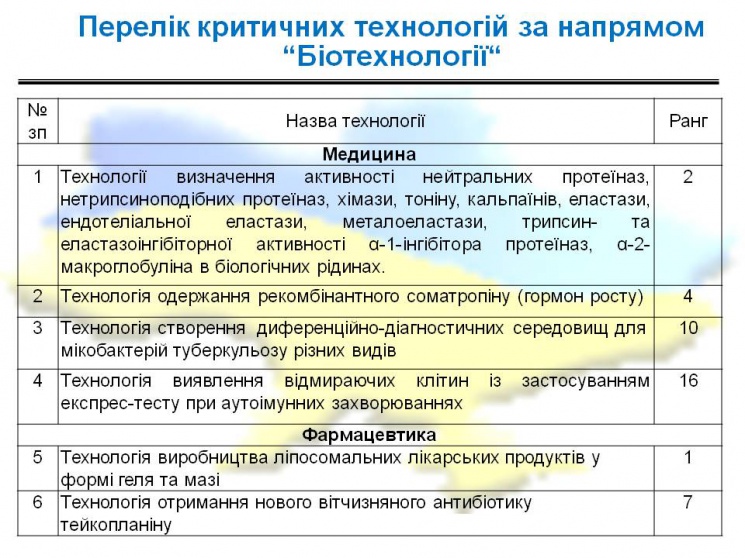 Перелік критичних технологій за напрямом
“Біотехнології“
№
зп
Назва технології
Ранг
Медицина
1 Технології визначення активності нейтральних протеїназ, 2
нетрипсиноподібних протеїназ, хімази, тоніну, кальпаїнів, еластази,
ендотеліальної еластази, металоеластази, трипсин- та
еластазоінгібіторної активності α-1-інгібітора протеїназ, α-2-
макроглобуліна в біологічних рідинах.
2 Технологія одержання рекомбінантного соматропіну (гормон росту) 4
3 Технологія створення диференційно-діагностичних середовищ для 10
мікобактерій туберкульозу різних видів
4 Технологія виявлення відмираючих клітин із застосуванням 16
експрес-тесту при аутоімунних захворюваннях
Фармацевтика
5 Технологія виробництва ліпосомальних лікарських продуктів у 1
формі геля та мазі
6 Технологія отримання нового вітчизняного антибіотику 7
тейкопланіну